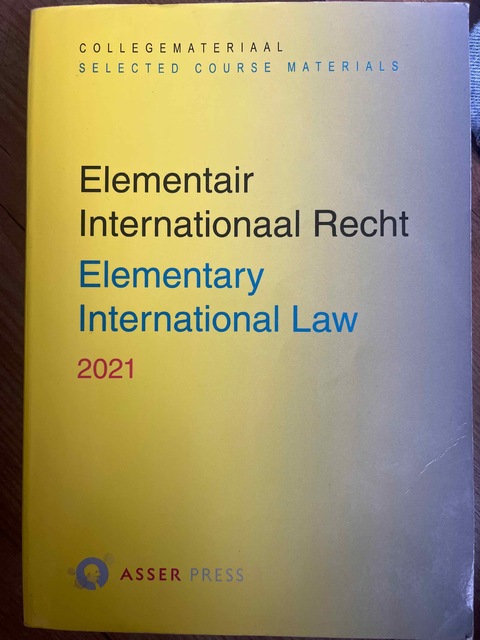 COLLEGEMATERIAAL
SELECTED COURSE MATERIALS
Elementair
Internationaal Recht
Elementary
International Law
2021
ASSER PRESS